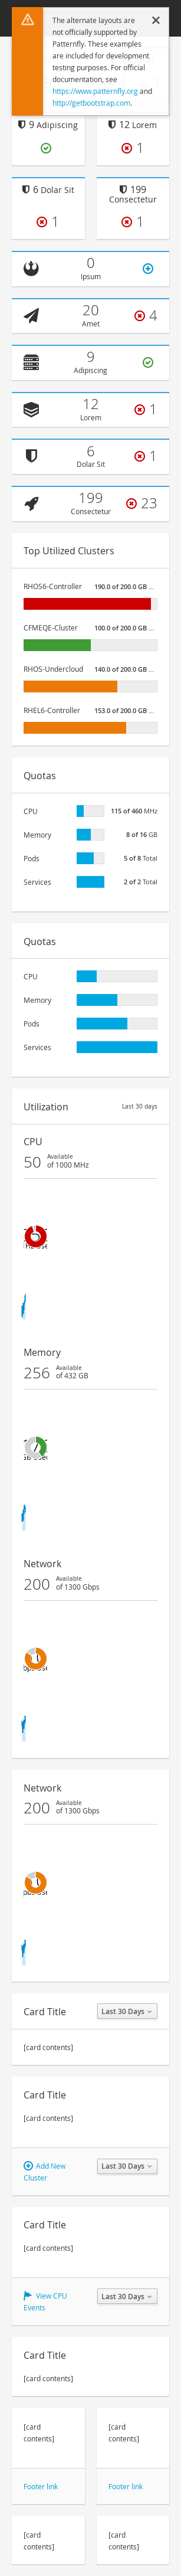 The alternate layouts are
not officially supported by
Patternfly. These examples
are included for development
testing purposes. For official
documentation, see
https://www.patternfly.org and
http://getbootstrap.com.
9 Adipiscing
12 Lorem
1
6 Dolar Sit
1
199
Consectetur
1
0
Ipsum
20
Amet
4
9
Adipiscing
12
Lorem
1
6
Dolar Sit
1
199
Consectetur
23
Top Utilized Clusters
RHOS6-Controller 190.0 of 200.0 GB ...
CFMEQE-Cluster 100.0 of 200.0 GB ...
RHOS-Undercloud 140.0 of 200.0 GB ...
RHEL6-Controller 153.0 of 200.0 GB ...
Quotas
CPU 115 of 460 MHz
Memory 8 of 16 GB
Pods 5 of 8 Total
Services 2 of 2 Total
Quotas
CPU
Memory
Pods
Services
Utilization Last 30 days
CPU
50 Available
of 1000 MHz
Memory
256 Available
of 432 GB
Network
200 Available
of 1300 Gbps
Network
200 Available
of 1300 Gbps
Card Title Last 30 Days
[card contents]
Card Title
[card contents]
Add New
Cluster
Last 30 Days
Card Title
[card contents]
View CPU
Events
Last 30 Days
Card Title
[card contents]
[card
contents]
[card
contents]
Footer link
Footer link
[card
contents]
[card
contents]